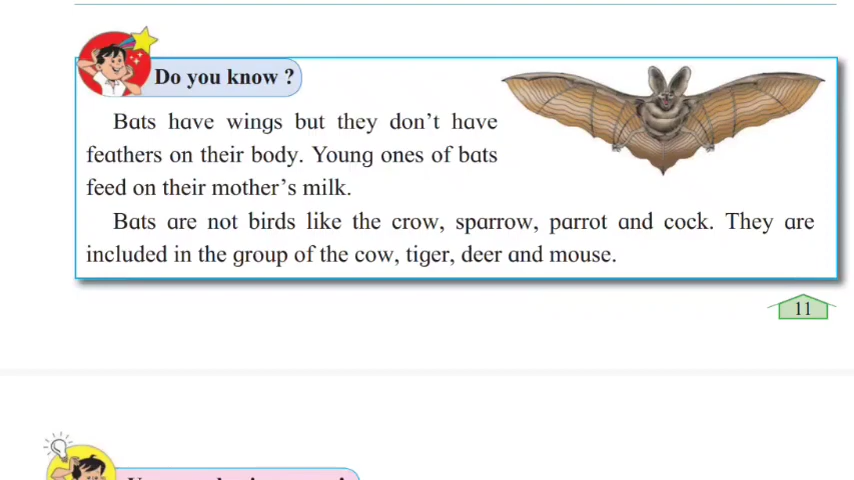 Do you know ?
Bats have wings but they don't have
feathers on their body. Young ones of bats
feed on their mother's milk.
Bats are not birds like the crow, sparrow, parrot and cock. They are
included in the group of the cow, tiger, deer and mouse.
11